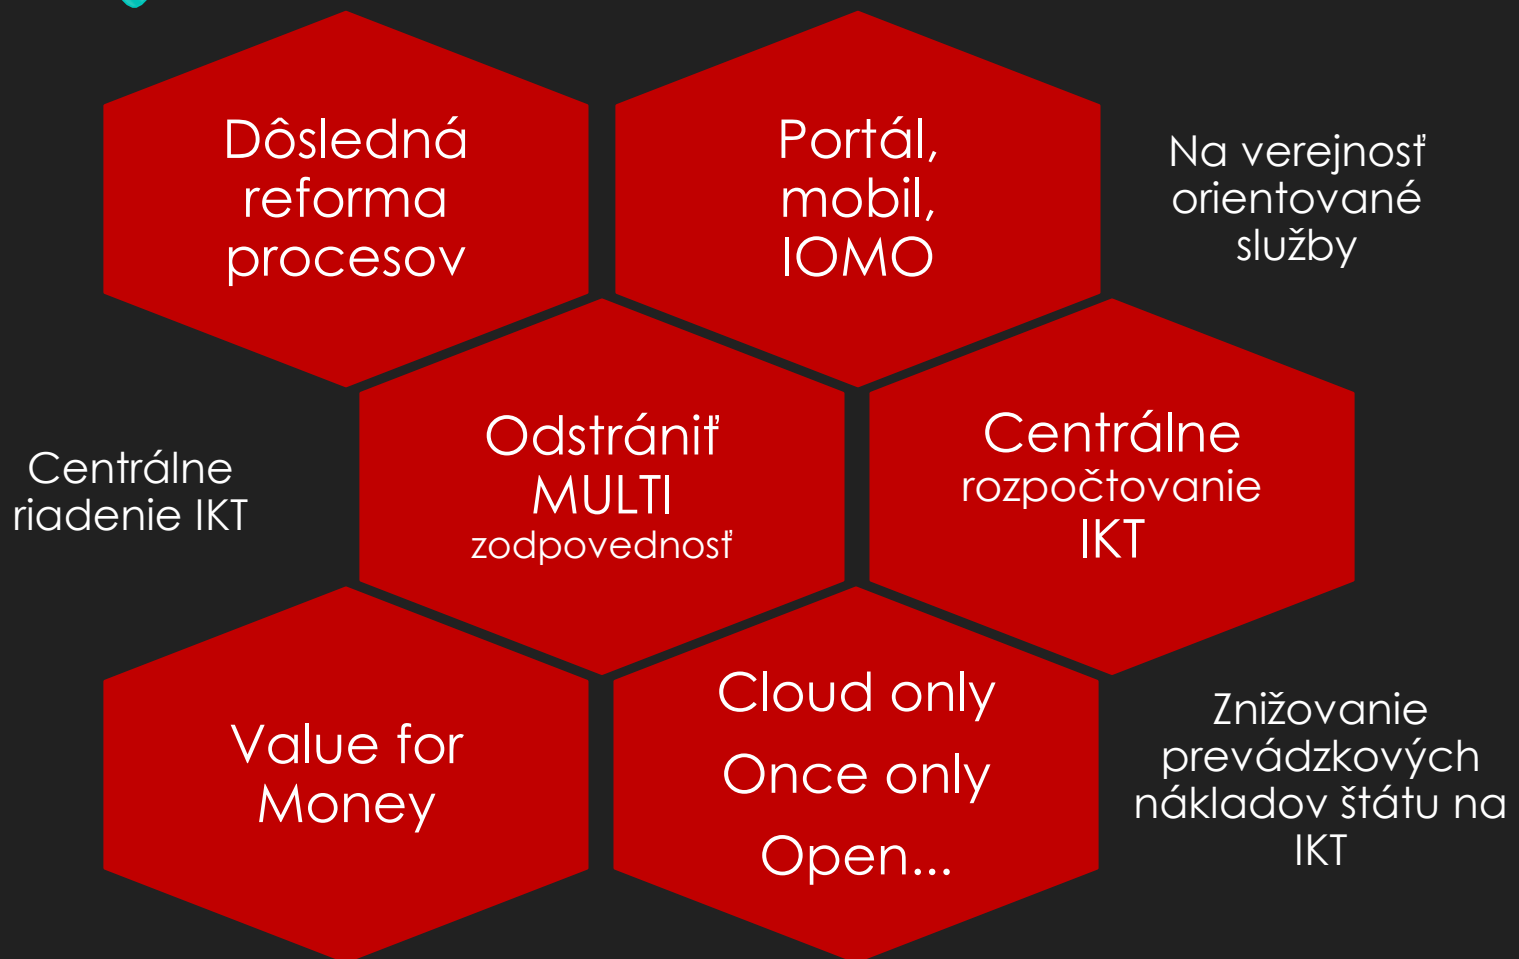 Dôsledná
reforma
procesov
Portál,
mobil,
IOMO
Na verejnosť
orientované
služby
Centrálne
riadenie IKT
Odstrániť
MULTI
zodpovednosť
Centrálne
rozpočtovanie
IKT
Value for
Money
Cloud only
Once only
Open...
Znižovanie
prevádzkových
nákladov štátu na
IKT